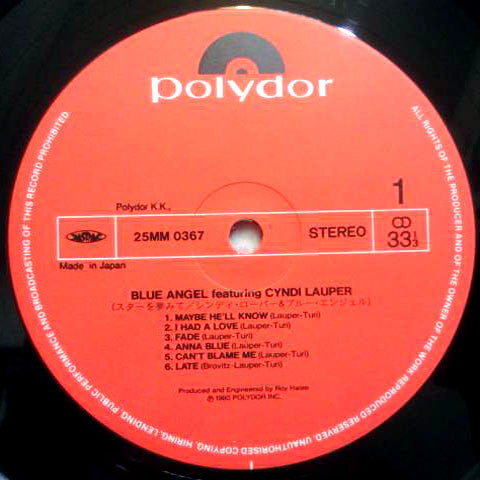 polydor
1
Polydor K.K.,
JASRAC
25MM 0367
STEREO
33⅓
Made in Japan
BLUE ANGEL featuring CYNDI LAUPER
(スターを夢みて/シンディ・ローパー&ブルー・エンジェル)
1. MAYBE HE'LL KNOW (Lauper-Turi)
2. I HAD A LOVE (Lauper-Turi)
3. FADE (Lauper-Turi)
4. ANNA BLUE (Lauper-Turi)
5. CAN'T BLAME ME (Lauper-Turi)
6. LATE (Brovitz-Lauper-Turi)
Produced and Engineered by Roy Halee
℗1980 POLYDOR INC.
ALL RIGHTS OF THE PRODUCER AND OF THE OWNER OF THE WORK REPRODUCED RESERVED. UNAUTHORISED COPYING, HIRING, LENDING, PUBLIC PERFORMANCE AND BROADCASTING OF THIS RECORD PROHIBITED.